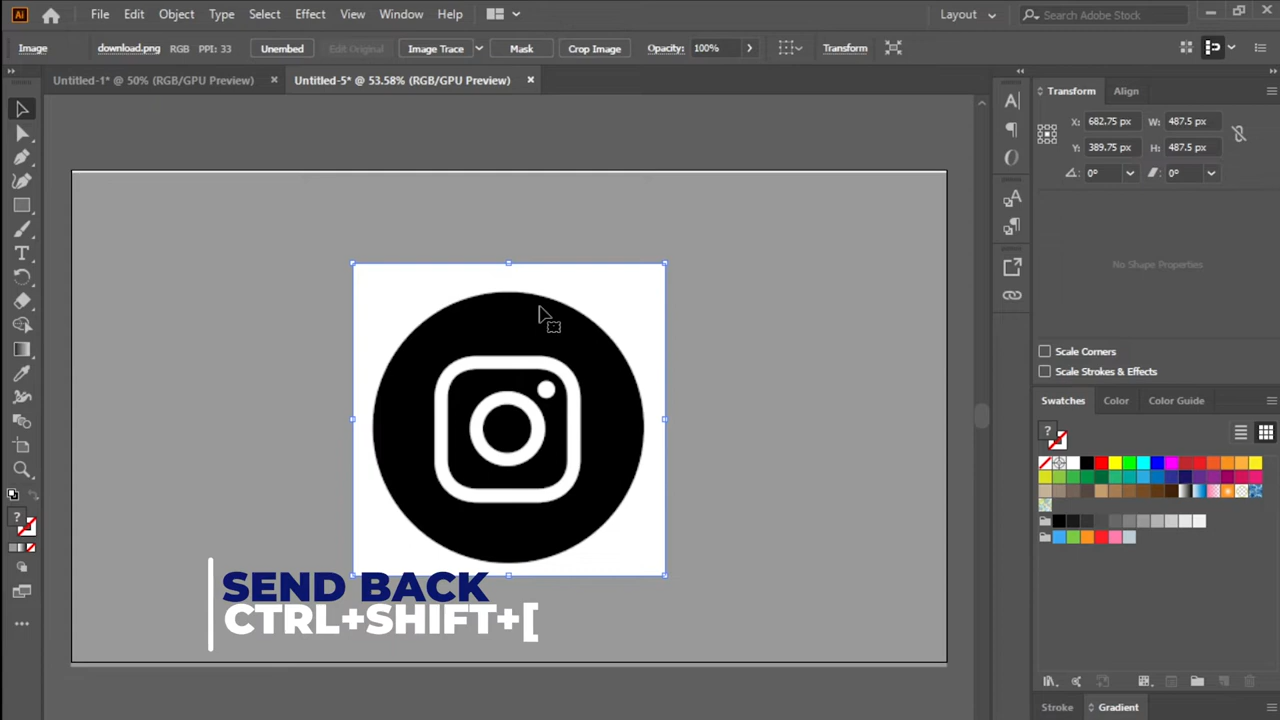 Ai File Edit Object Type Select Effect View Window Help Layout Search Adobe Stock
Image download.png RGB PPI: 33 Unembed Edit Original Image Trace Mask Crop Image Opacity: 100% Transform
Untitled-1* @ 50% (RGB/GPU Preview) × Untitled-5* @ 53.58% (RGB/GPU Preview) ×
Transform Align
X: 682.75 px W: 487.5 px
Y: 389.75 px H: 487.5 px
0° 0°
No Shape Properties
Scale Corners
Scale Strokes & Effects
Swatches Color Color Guide
SEND BACK
CTRL+SHIFT+[
Stroke Gradient